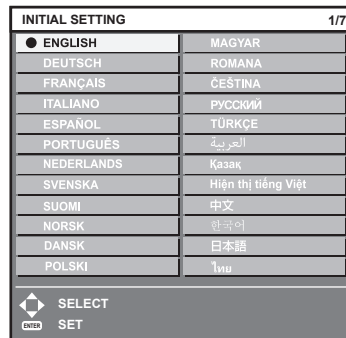 INITIAL SETTING 1/7
ENGLISH
DEUTSCH
FRANÇAIS
ITALIANO
ESPAÑOL
PORTUGUÊS
NEDERLANDS
SVENSKA
SUOMI
NORSK
DANSK
POLSKI
MAGYAR
ROMANA
ČEŠTINA
РУССКИЙ
TÜRKÇE
العربية
Қазақ
Hiện thị tiếng Việt
中文
한국어
日本語
ไทย
SELECT
ENTER SET